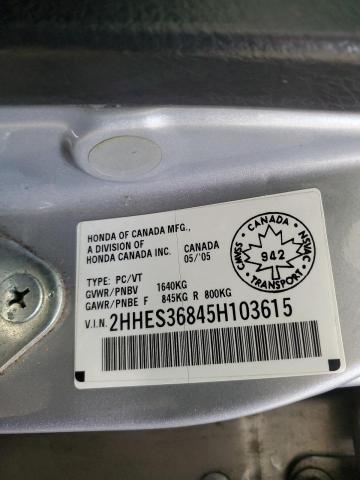 HONDA OF CANADA MFG.,
A DIVISION OF
HONDA CANADA INC.
CANADA
05/'05
TYPE: PC/VT
GVWR/PNBV 1640KG
GAWR/PNBE F 845KG R 800KG
V.I.N. 2HHES36845H103615
CANADA
CMVSS
942
NSVAC
TRANSPORT